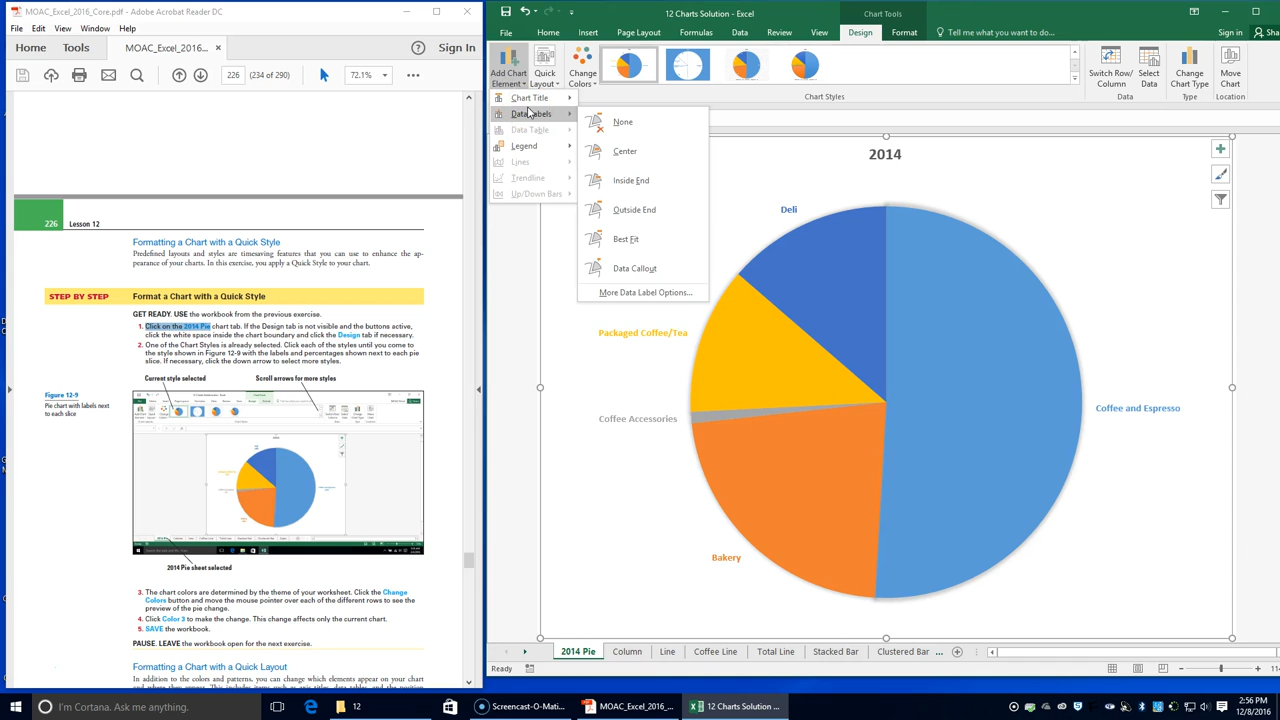 MOAC_Excel_2016_Core.pdf - Adobe Acrobat Reader DC
File Edit View Window Help
Home Tools MOAC_Excel_2016... × Sign In
226 (234 of 290) 72.1%
226 Lesson 12
Formatting a Chart with a Quick Style
Predefined layouts and styles are timesaving features that you can use to enhance the ap-
pearance of your charts. In this exercise, you apply a Quick Style to your chart.
STEP BY STEP Format a Chart with a Quick Style
GET READY. USE the workbook from the previous exercise.
1. Click on the 2014 Pie chart tab. If the Design tab is not visible and the buttons active,
click the white space inside the chart boundary and click the Design tab if necessary.
2. One of the Chart Styles is already selected. Click each of the styles until you come to
the style shown in Figure 12-9 with the labels and percentages shown next to each pie
slice. If necessary, click the down arrow to select more styles.
Current style selected Scroll arrows for more styles
Figure 12-9
Pie chart with labels next
to each slice
2014 Pie sheet selected
3. The chart colors are determined by the theme of your worksheet. Click the Change
Colors button and move the mouse pointer over each of the different rows to see the
preview of the pie change.
4. Click Color 3 to make the change. This change affects only the current chart.
5. SAVE the workbook.
PAUSE. LEAVE the workbook open for the next exercise.
Formatting a Chart with a Quick Layout
In addition to the colors and patterns, you can change which elements appear on your chart
12 Charts Solution - Excel
Chart Tools
File Home Insert Page Layout Formulas Data Review View Design Format Tell me what you want to do... Sign in
Add Chart Element Quick Layout Change Colors Switch Row/ Column Select Data Change Chart Type Move Chart
Chart Styles Data Type Location
Chart Title
Data Labels
Data Table
Legend
Lines
Trendline
Up/Down Bars
None
Center
Inside End
Outside End
Best Fit
Data Callout
More Data Label Options...
2014
Deli
Packaged Coffee/Tea
Coffee Accessories
Coffee and Espresso
Bakery
2014 Pie Column Line Coffee Line Total Line Stacked Bar Clustered Bar ...
Ready
I'm Cortana. Ask me anything.
12
Screencast-O-Mati...
MOAC_Excel_2016_...
12 Charts Solution ...
2:56 PM
12/8/2016